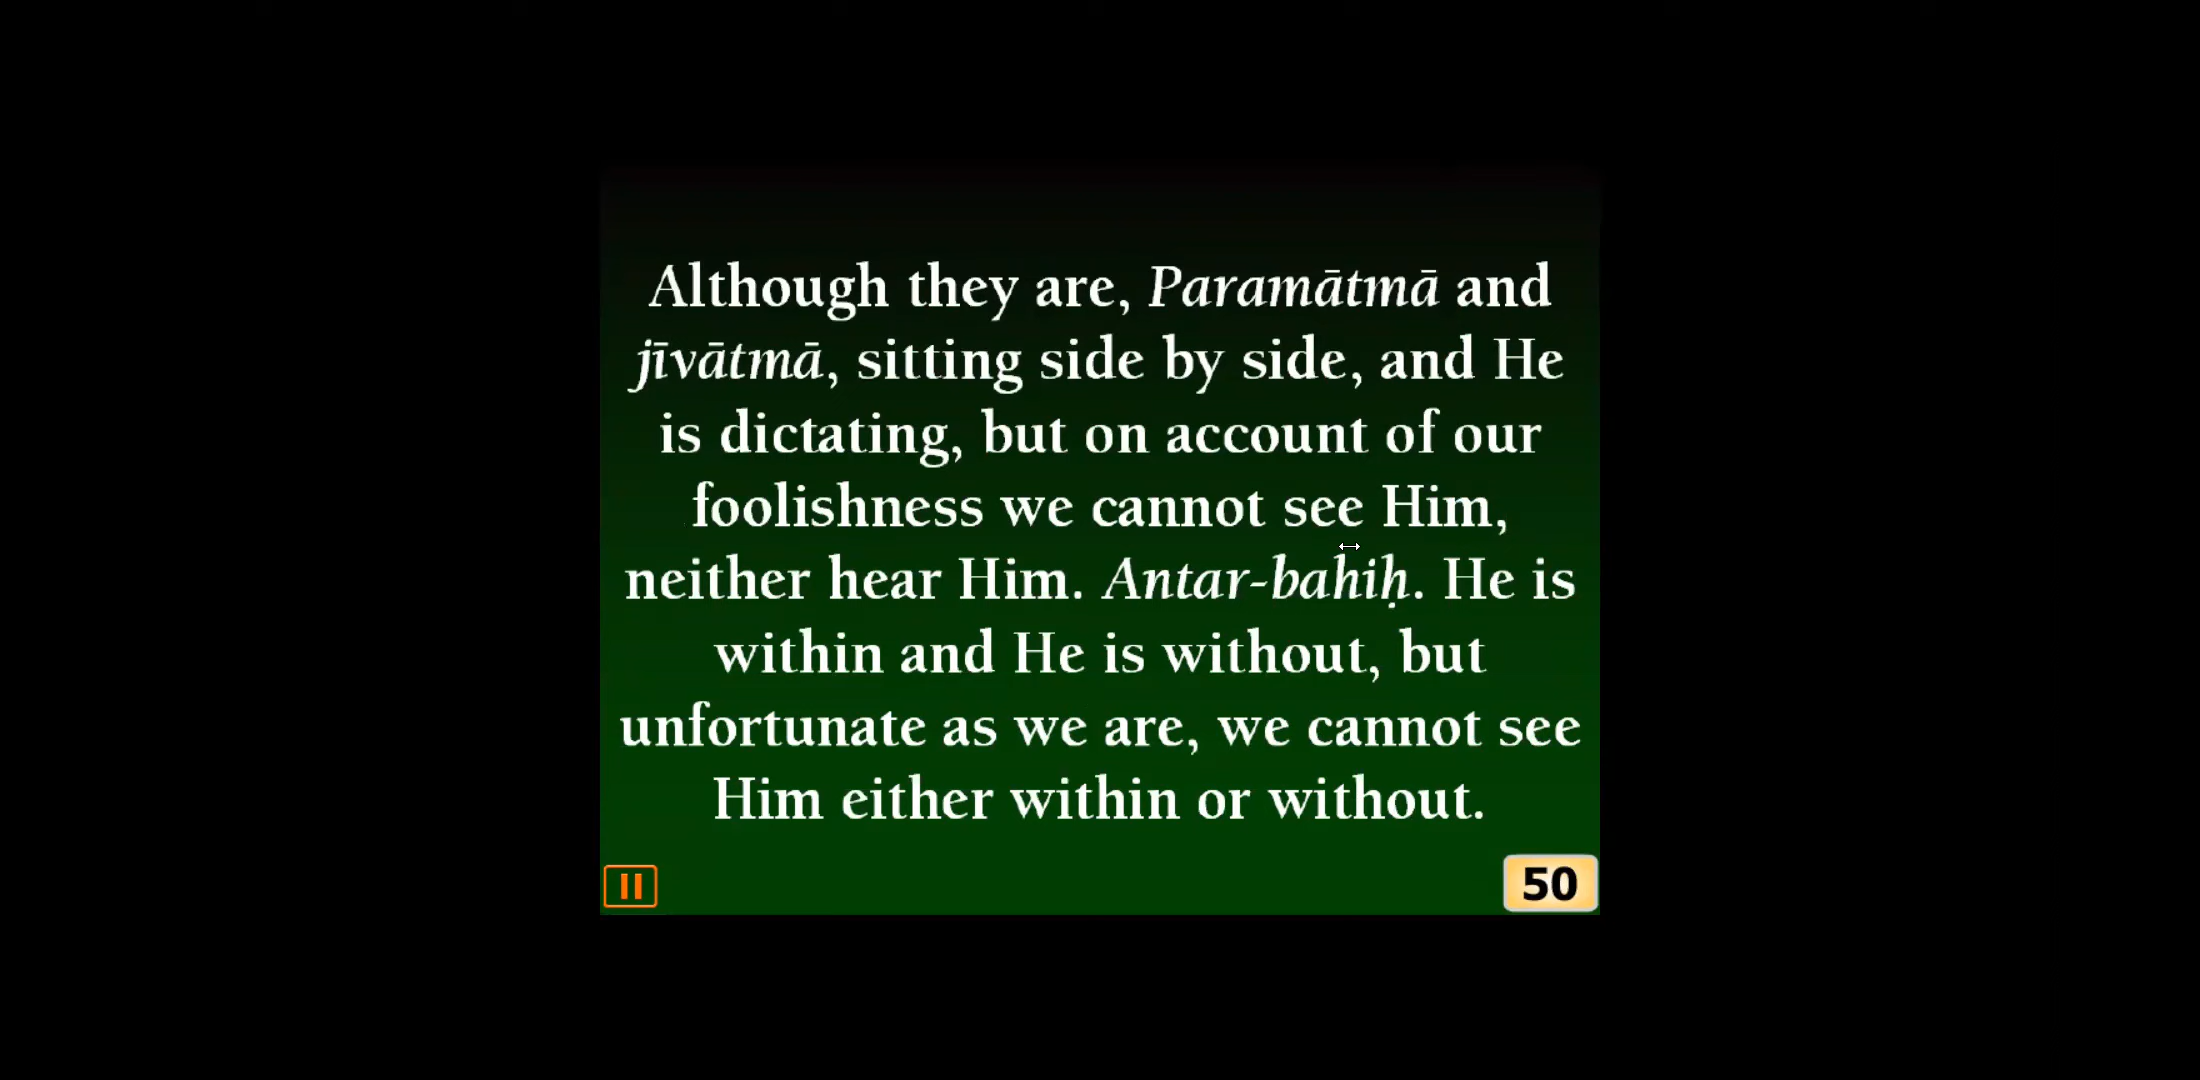 Although they are, Paramātmā and
jīvātmā, sitting side by side, and He
is dictating, but on account of our
foolishness we cannot see Him,
neither hear Him. Antar-bahiḥ. He is
within and He is without, but
unfortunate as we are, we cannot see
Him either within or without.
50